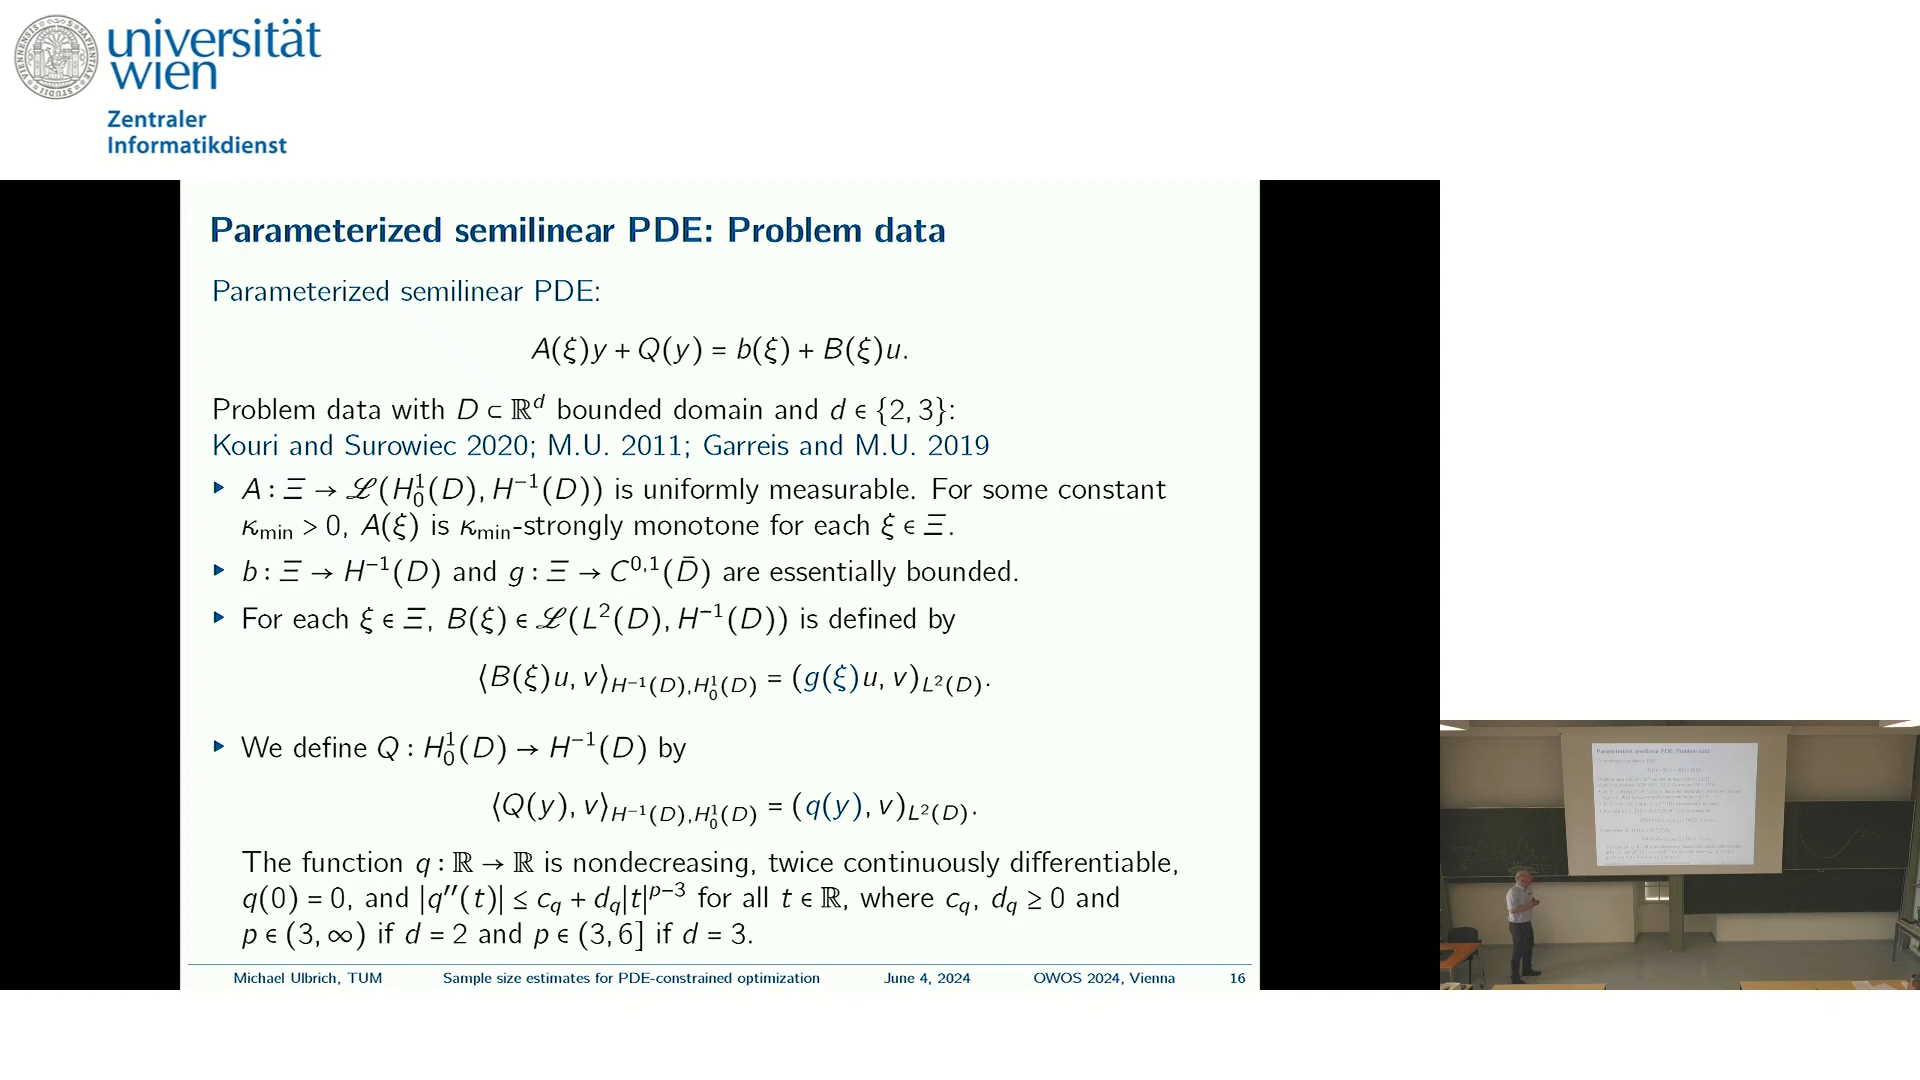 universität
wien
Zentraler
Informatikdienst
Parameterized semilinear PDE: Problem data
Parameterized semilinear PDE:
A(ξ)y + Q(y) = b(ξ) + B(ξ)u.
Problem data with D ⊂ ℝ^d bounded domain and d ∈ {2, 3}:
Kouri and Surowiec 2020; M.U. 2011; Garreis and M.U. 2019
▸ A : Ξ → ℒ(H_0^1(D), H^{−1}(D)) is uniformly measurable. For some constant
κ_min > 0, A(ξ) is κ_min-strongly monotone for each ξ ∈ Ξ.
▸ b : Ξ → H^{−1}(D) and g : Ξ → C^{0,1}(D̄) are essentially bounded.
▸ For each ξ ∈ Ξ, B(ξ) ∈ ℒ(L^2(D), H^{−1}(D)) is defined by
⟨B(ξ)u, v⟩_{H^{−1}(D),H_0^1(D)} = (g(ξ)u, v)_{L^2(D)}.
▸ We define Q : H_0^1(D) → H^{−1}(D) by
⟨Q(y), v⟩_{H^{−1}(D),H_0^1(D)} = (q(y), v)_{L^2(D)}.
The function q : ℝ → ℝ is nondecreasing, twice continuously differentiable,
q(0) = 0, and |q″(t)| ≤ c_q + d_q|t|^{p−3} for all t ∈ ℝ, where c_q, d_q ≥ 0 and
p ∈ (3, ∞) if d = 2 and p ∈ (3, 6] if d = 3.
Michael Ulbrich, TUM Sample size estimates for PDE-constrained optimization June 4, 2024 OWOS 2024, Vienna 16
Parameterized semilinear PDE: Problem data